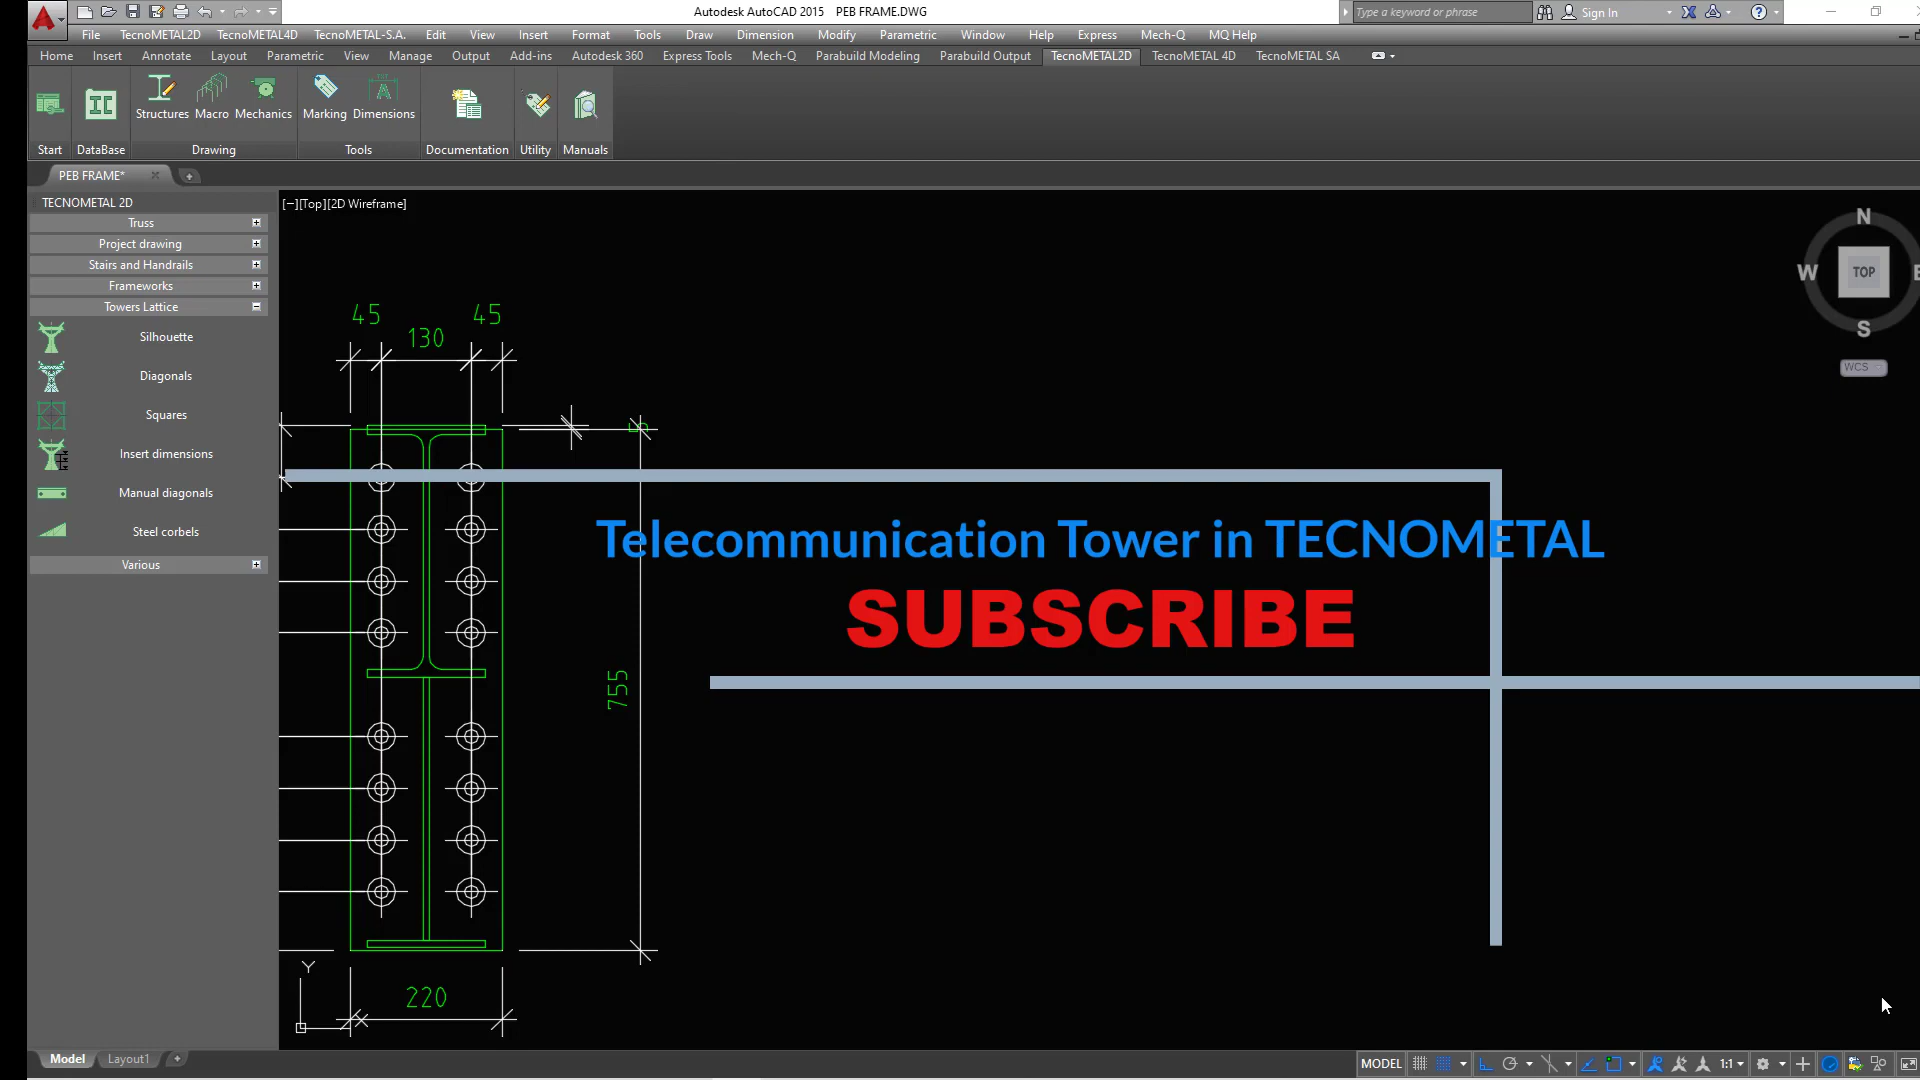 Autodesk AutoCAD 2015 PEB FRAME.DWG
Type a keyword or phrase
Sign In
File TecnoMETAL2D TecnoMETAL4D TecnoMETAL-S.A. Edit View Insert Format Tools Draw Dimension Modify Parametric Window Help Express Mech-Q MQ Help
Home Insert Annotate Layout Parametric View Manage Output Add-ins Autodesk 360 Express Tools Mech-Q Parabuild Modeling Parabuild Output TecnoMETAL2D TecnoMETAL 4D TecnoMETAL SA
Structures Macro Mechanics Marking Dimensions
Start DataBase Drawing Tools Documentation Utility Manuals
PEB FRAME*
TECNOMETAL 2D
[−][Top][2D Wireframe]
Truss
Project drawing
Stairs and Handrails
Frameworks
Towers Lattice
Silhouette
Diagonals
Squares
Insert dimensions
Manual diagonals
Steel corbels
Various
N
W TOP E
S
WCS
45 45
130
5
Telecommunication Tower in TECNOMETAL
SUBSCRIBE
755
Y
220
Model Layout1
MODEL 1:1